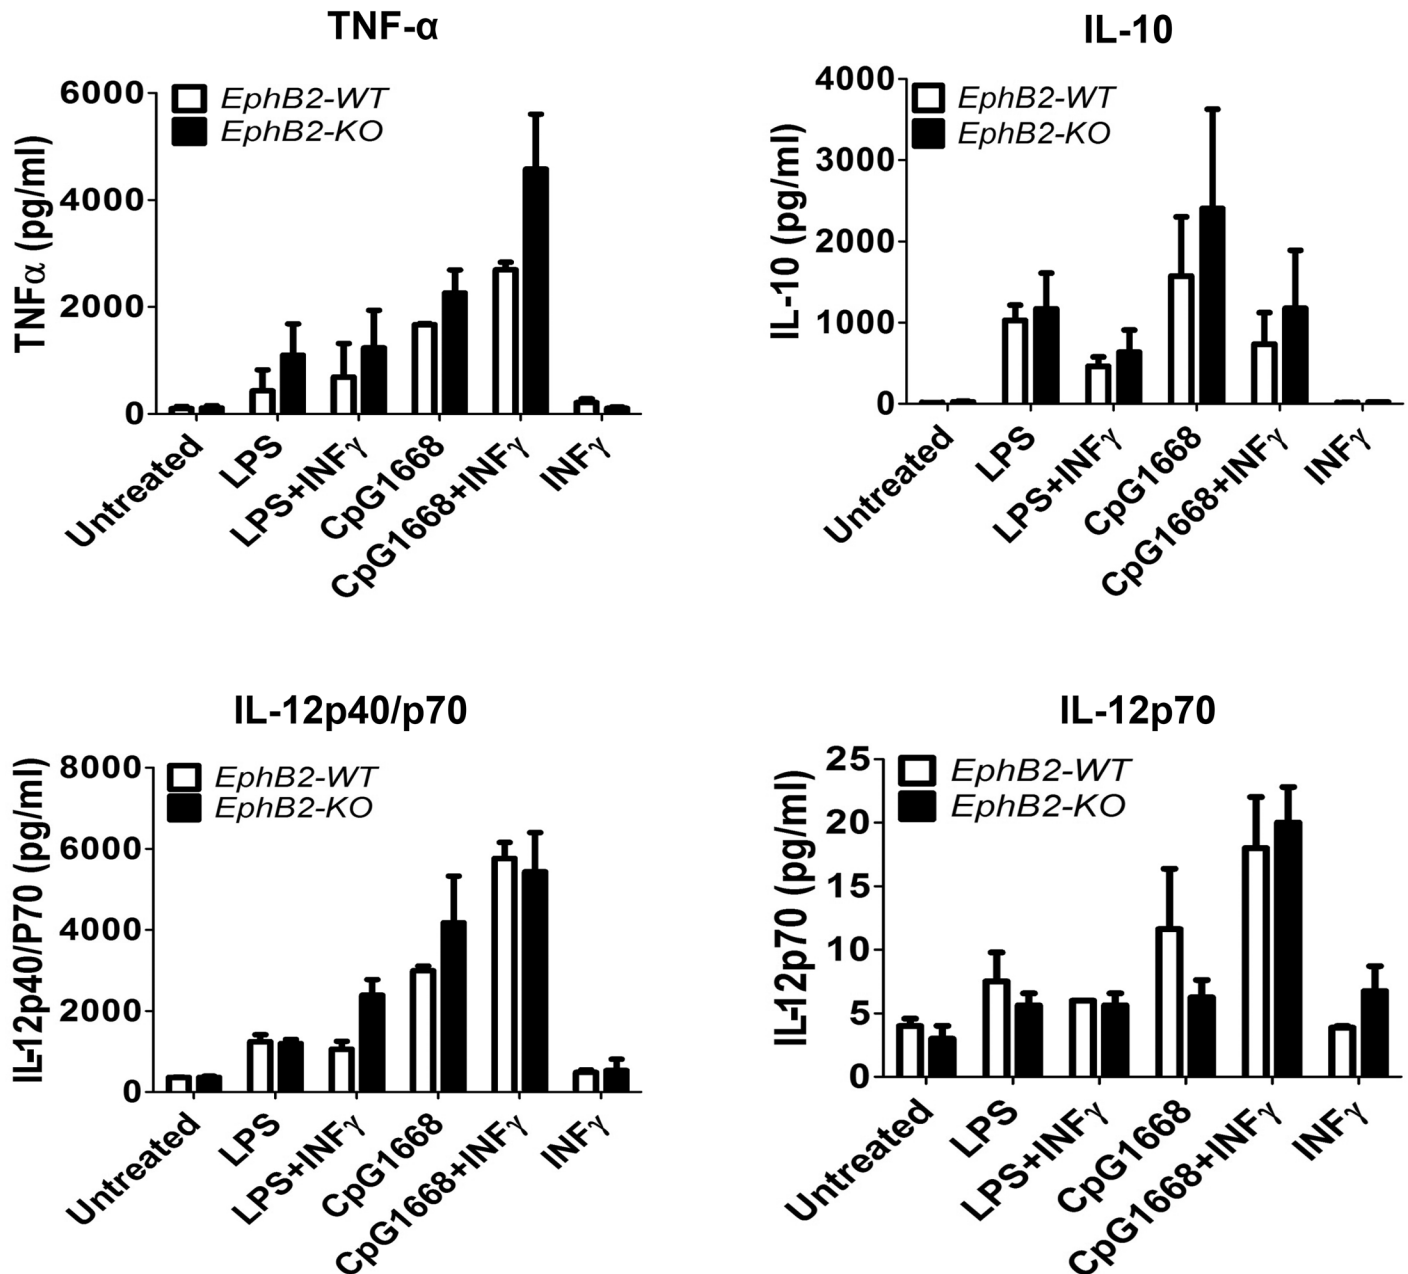 TNF-α
TNFα (pg/ml)
6000
4000
2000
0
EphB2-WT
EphB2-KO
Untreated
LPS
LPS+INFγ
CpG1668
CpG1668+INFγ
INFγ
IL-10
IL-10 (pg/ml)
4000
3000
2000
1000
0
EphB2-WT
EphB2-KO
Untreated
LPS
LPS+INFγ
CpG1668
CpG1668+INFγ
INFγ
IL-12p40/p70
IL-12p40/P70 (pg/ml)
8000
6000
4000
2000
0
EphB2-WT
EphB2-KO
Untreated
LPS
LPS+INFγ
CpG1668
CpG1668+INFγ
INFγ
IL-12p70
IL-12p70 (pg/ml)
25
20
15
10
5
0
EphB2-WT
EphB2-KO
Untreated
LPS
LPS+INFγ
CpG1668
CpG1668+INFγ
INFγ